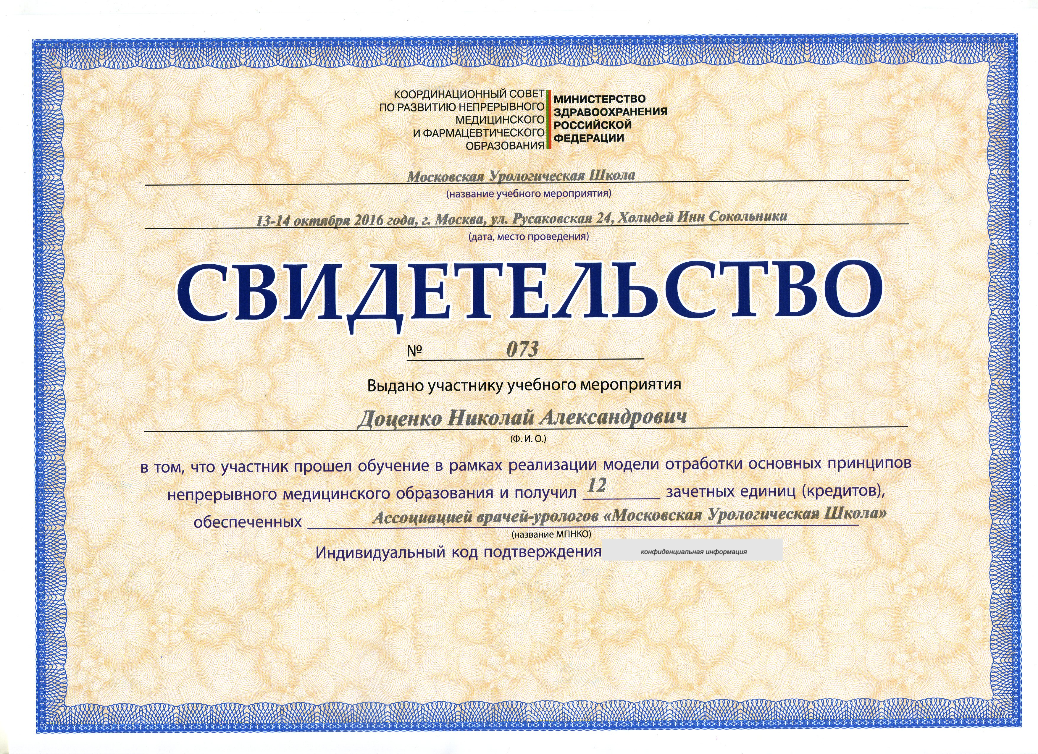 КООРДИНАЦИОННЫЙ СОВЕТ
ПО РАЗВИТИЮ НЕПРЕРЫВНОГО
МЕДИЦИНСКОГО
И ФАРМАЦЕВТИЧЕСКОГО
ОБРАЗОВАНИЯ
МИНИСТЕРСТВО
ЗДРАВООХРАНЕНИЯ
РОССИЙСКОЙ
ФЕДЕРАЦИИ
Московская Урологическая Школа
(название учебного мероприятия)
13-14 октября 2016 года, г. Москва, ул. Русаковская 24, Холидей Инн Сокольники
(дата, место проведения)
СВИДЕТЕЛЬСТВО
№ 073
Выдано участнику учебного мероприятия
Доценко Николай Александрович
(Ф. И. О.)
в том, что участник прошел обучение в рамках реализации модели отработки основных принципов
непрерывного медицинского образования и получил 12 зачетных единиц (кредитов),
обеспеченных Ассоциацией врачей-урологов «Московская Урологическая Школа»
(название МПНКО)
Индивидуальный код подтверждения конфиденциальная информация